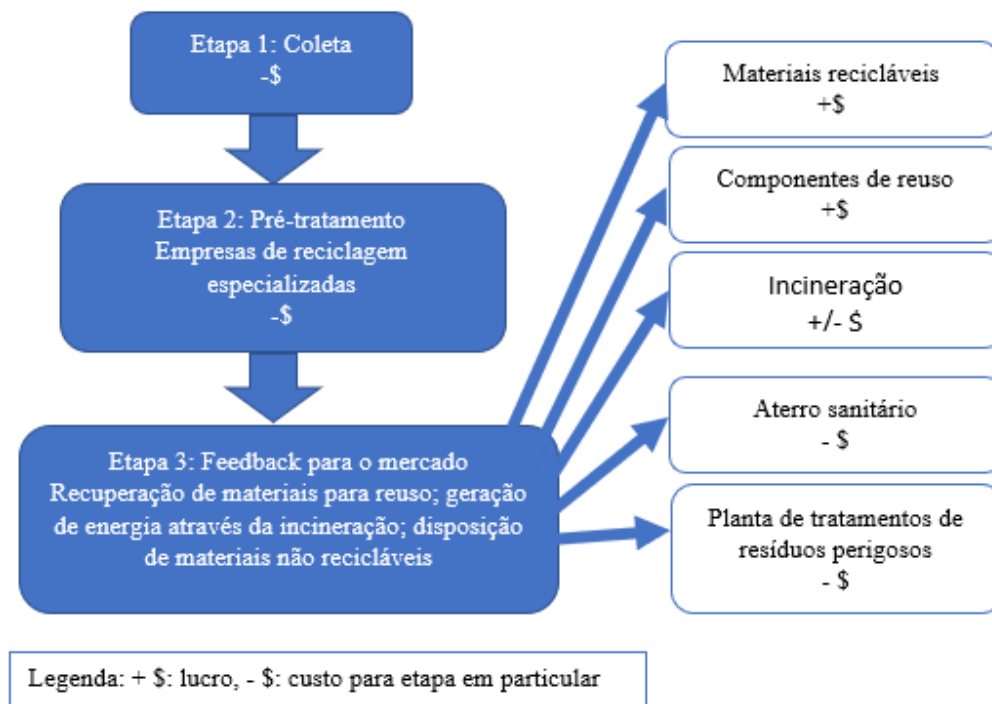 Etapa 1: Coleta
-$
Etapa 2: Pré-tratamento
Empresas de reciclagem
especializadas
-$
Etapa 3: Feedback para o mercado
Recuperação de materiais para reuso; geração
de energia através da incineração; disposição
de materiais não recicláveis
Materiais recicláveis
+$
Componentes de reuso
+$
Incineração
+/- $
Aterro sanitário
- $
Planta de tratamentos de
resíduos perigosos
- $
Legenda: + $: lucro, - $: custo para etapa em particular